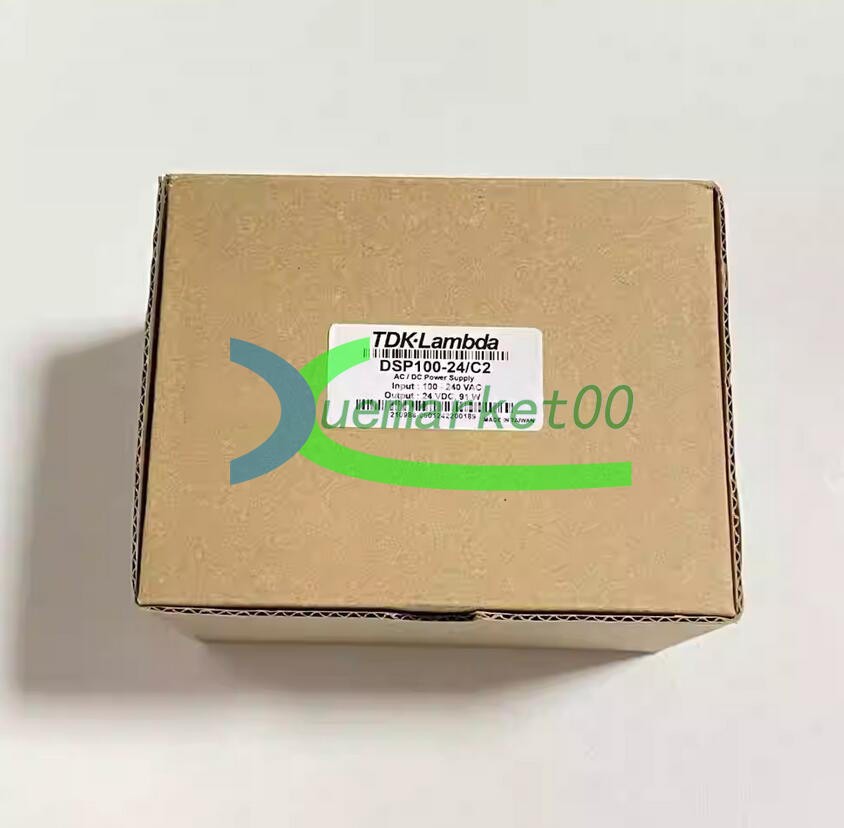 TDK·Lambda
DSP100-24/C2
AC / DC Power Supply
Input : 100 - 240 VAC
Output : 24 VDC, 91 W
MADE IN TAIWAN
uemarket00